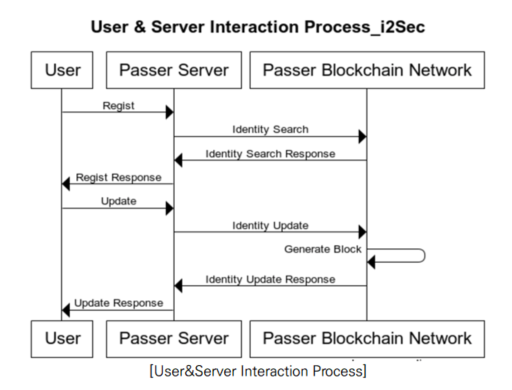 User & Server Interaction Process_i2Sec
User
Passer Server
Passer Blockchain Network
Regist
Identity Search
Identity Search Response
Regist Response
Update
Identity Update
Generate Block
Identity Update Response
Update Response
User
Passer Server
Passer Blockchain Network
[User&Server Interaction Process]